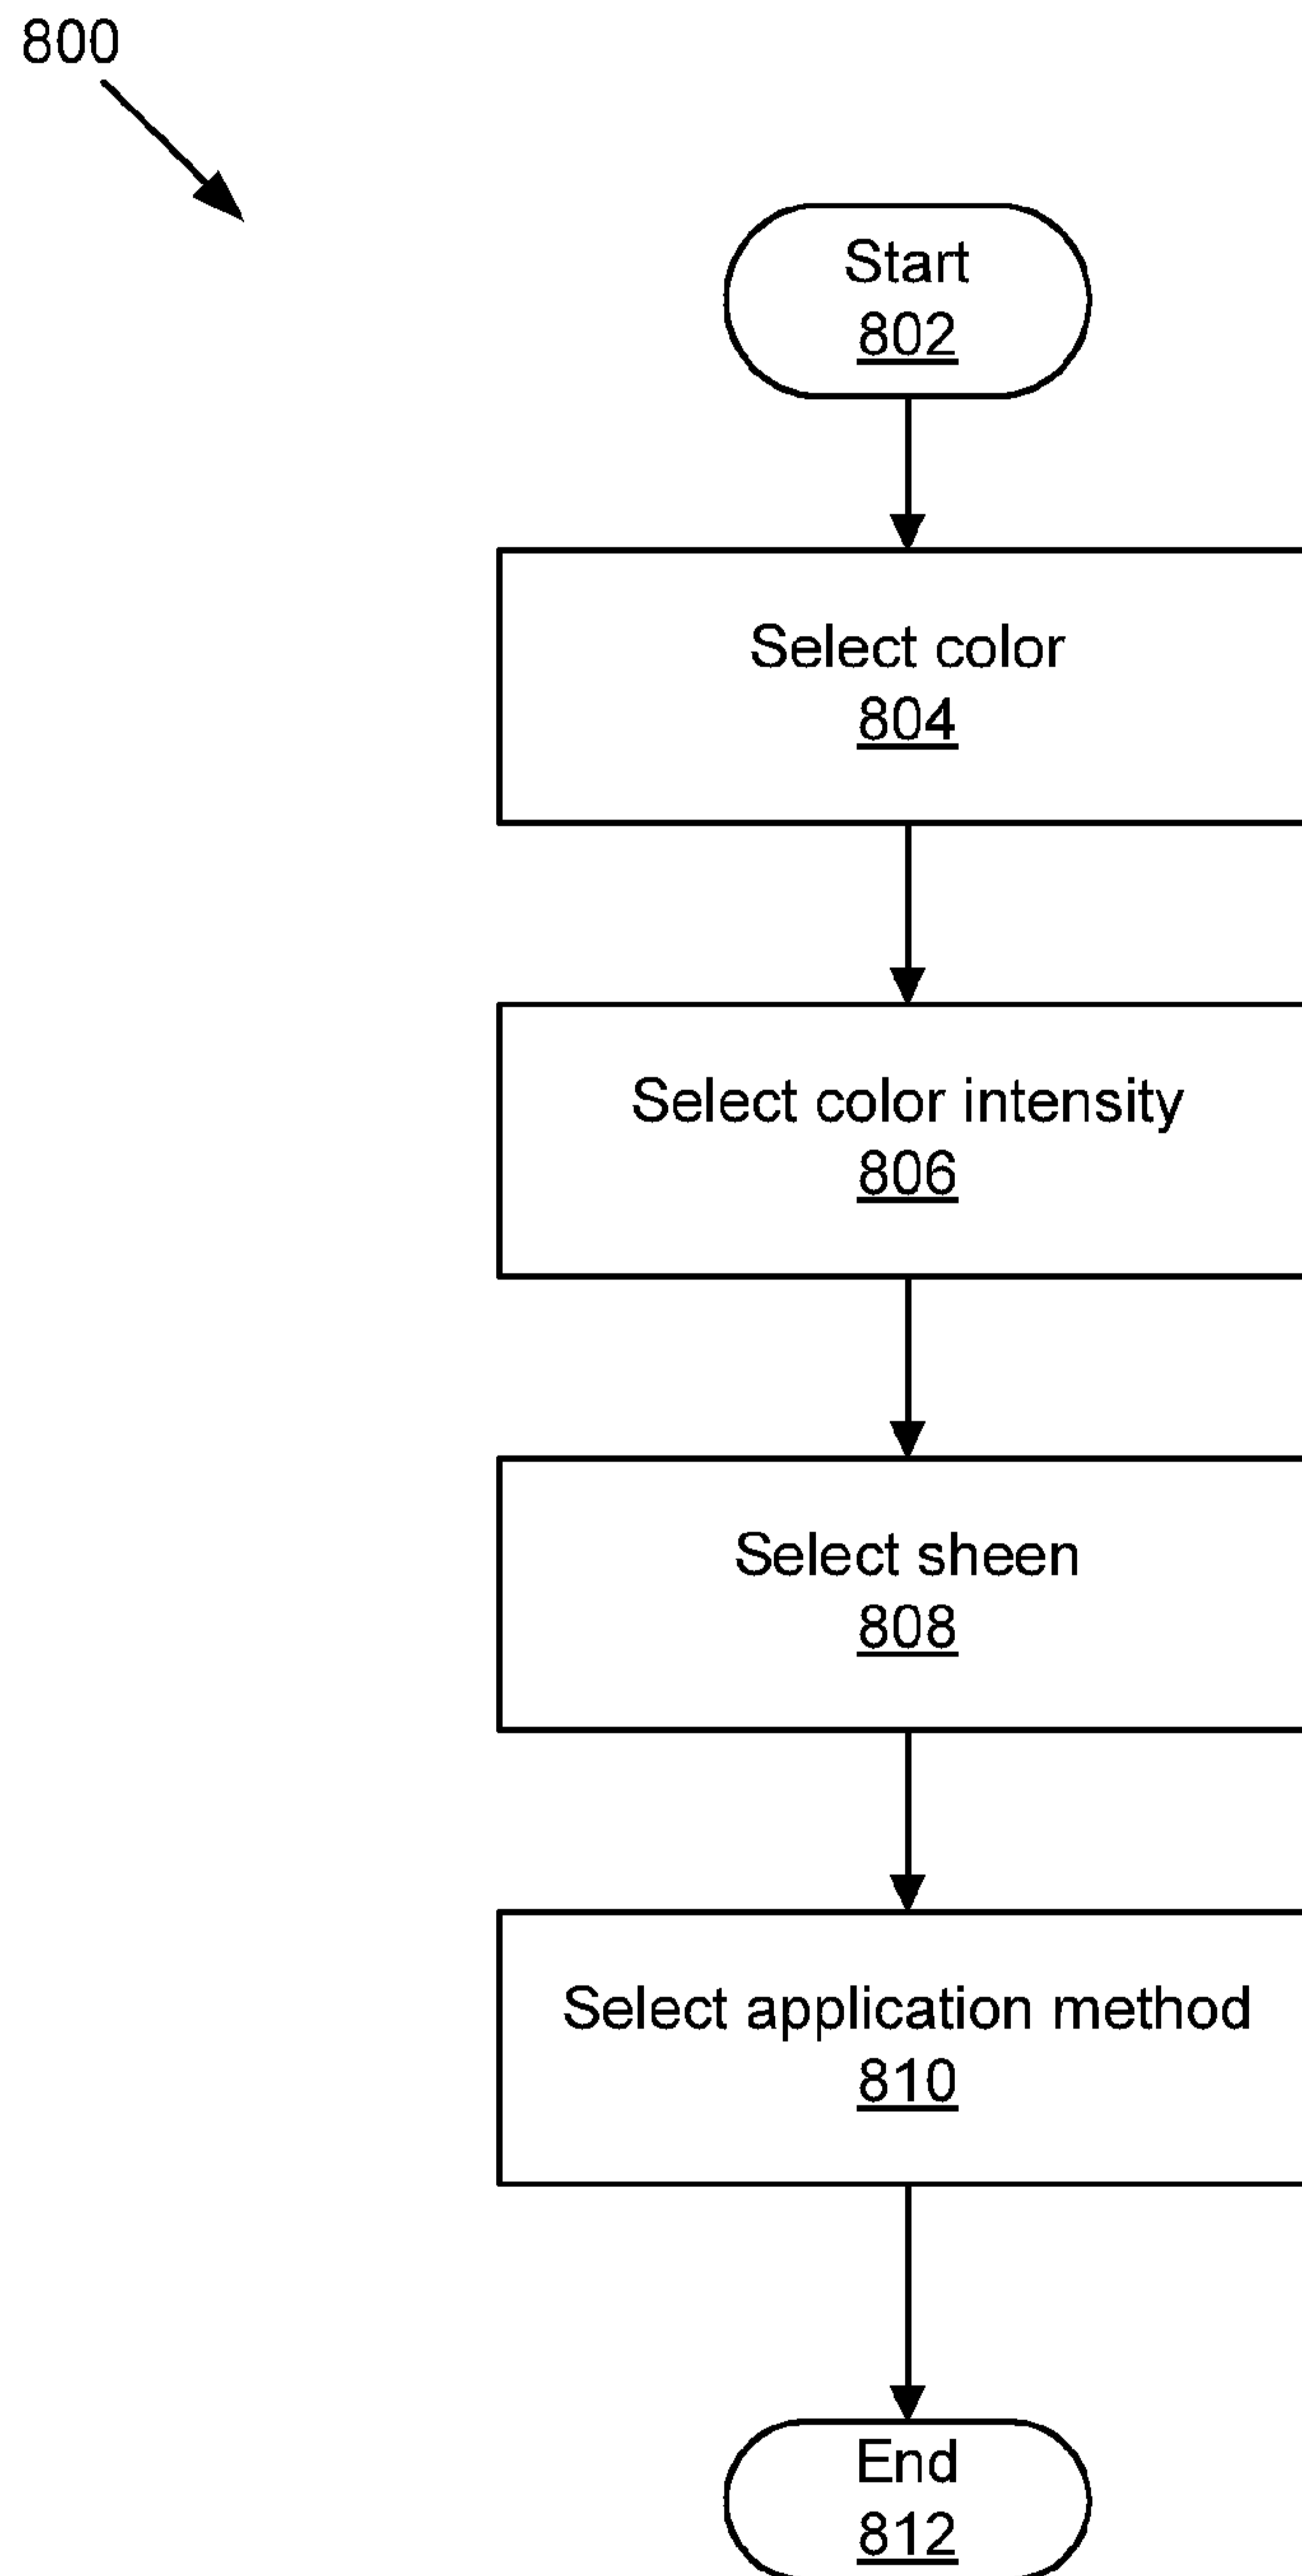 800
Start
802
Select color
804
Select color intensity
806
Select sheen
808
Select application method
810
End
812